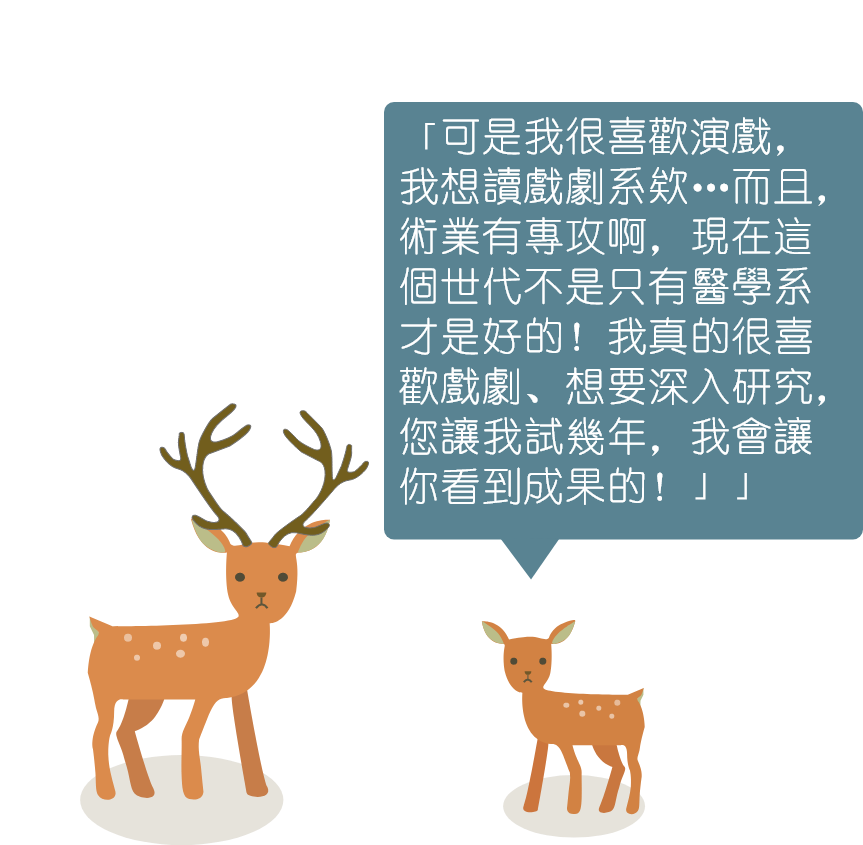 「可是我很喜歡演戲，
我想讀戲劇系欸⋯而且，
術業有專攻啊，現在這
個世代不是只有醫學系
才是好的！我真的很喜
歡戲劇、想要深入研究，
您讓我試幾年，我會讓
你看到成果的！」」